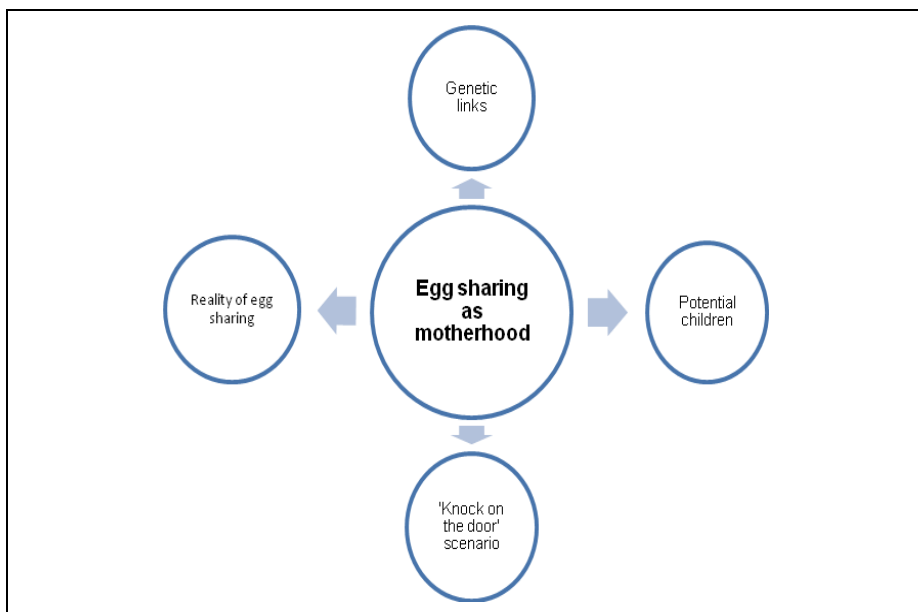 Genetic
links
Reality of egg
sharing
Egg sharing
as
motherhood
Potential
children
'Knock on
the door'
scenario